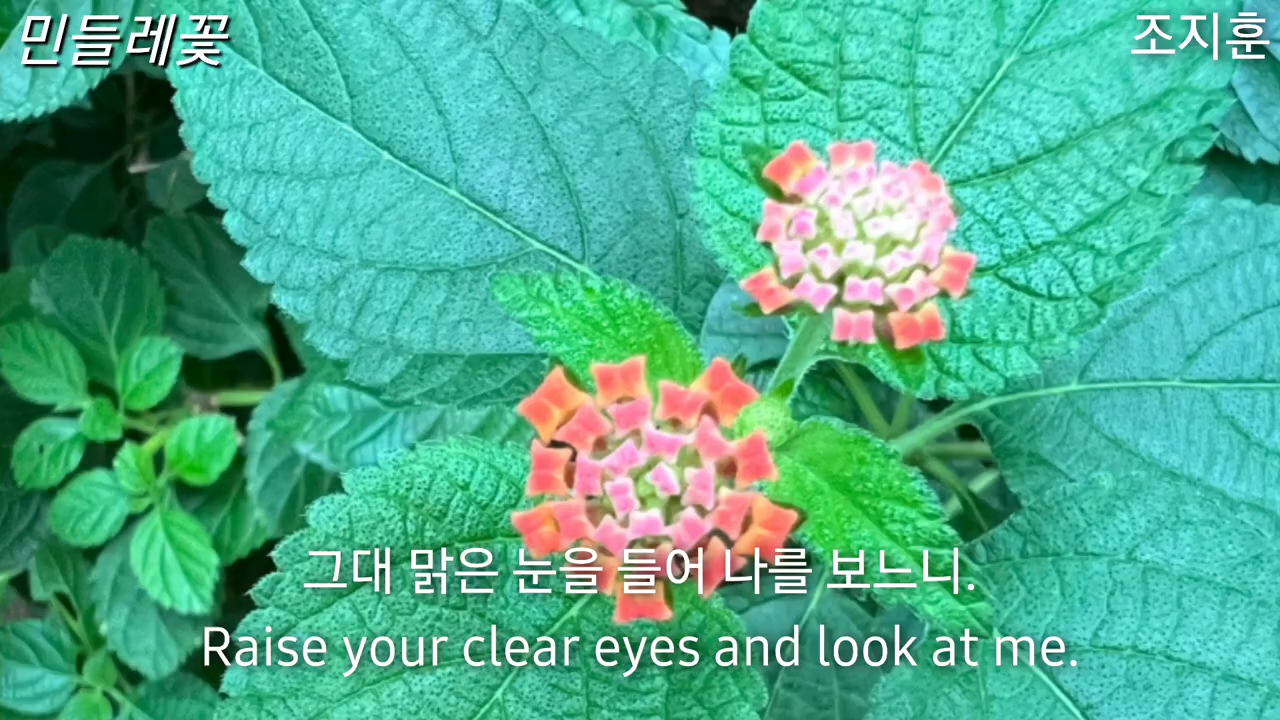 민들레꽃
조지훈
그대 맑은 눈을 들어 나를 보느니.
Raise your clear eyes and look at me.